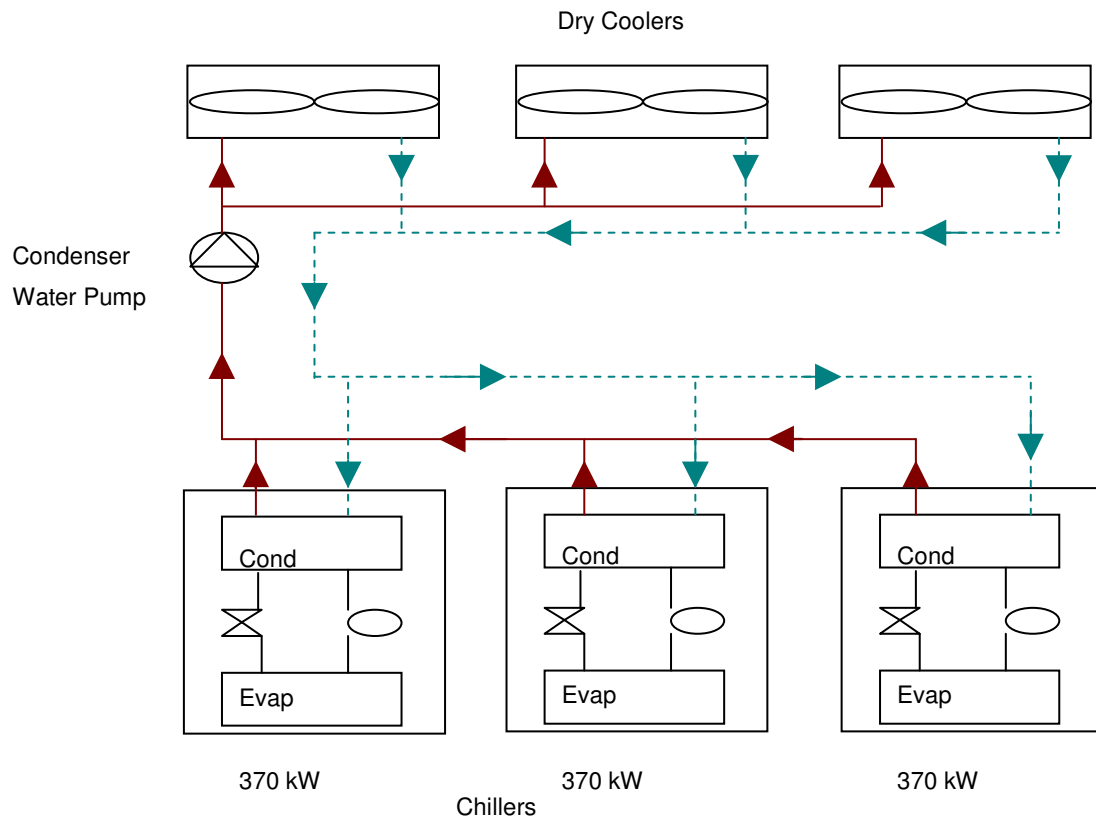 Dry Coolers
Condenser
Water Pump
Cond
Cond
Cond
Evap
Evap
Evap
370 kW
370 kW
370 kW
Chillers